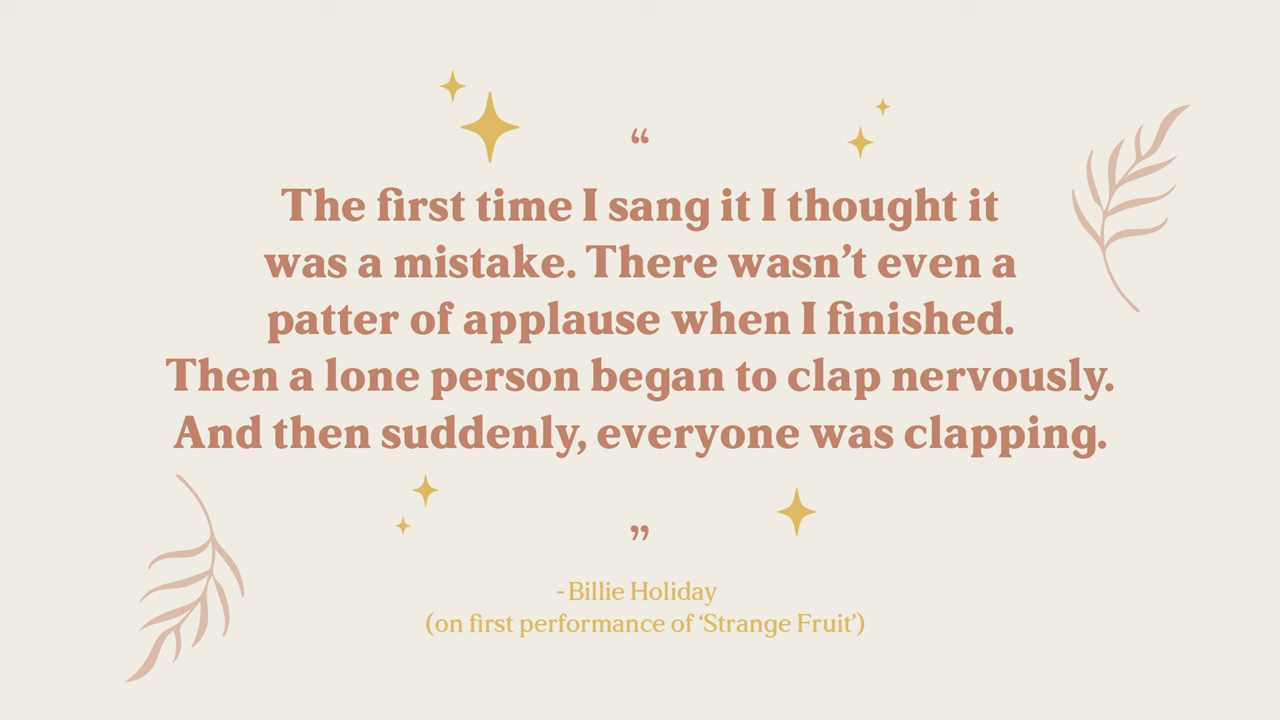 “
The first time I sang it I thought it
was a mistake. There wasn’t even a
patter of applause when I finished.
Then a lone person began to clap nervously.
And then suddenly, everyone was clapping.
”
-Billie Holiday
(on first performance of ‘Strange Fruit’)